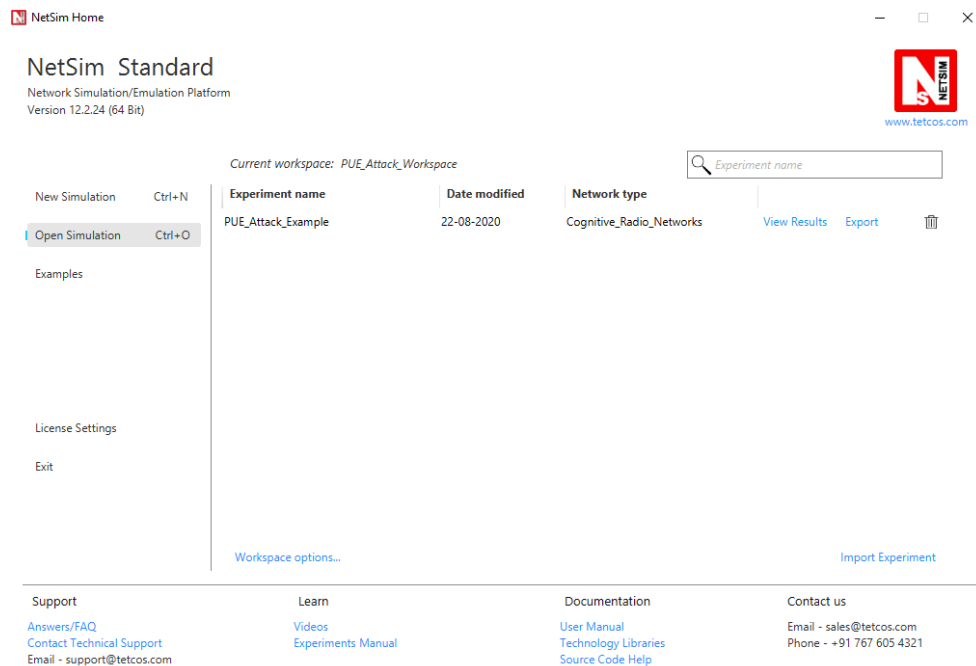 NetSim Home
NetSim Standard
Network Simulation/Emulation Platform
Version 12.2.24 (64 Bit)
NETSIM
www.tetcos.com
Current workspace: PUE_Attack_Workspace
Experiment name
New Simulation Ctrl+N
Open Simulation Ctrl+O
Examples
License Settings
Exit
Experiment name Date modified Network type
PUE_Attack_Example 22-08-2020 Cognitive_Radio_Networks View Results Export
Workspace options... Import Experiment
Support
Answers/FAQ
Contact Technical Support
Email - support@tetcos.com
Learn
Videos
Experiments Manual
Documentation
User Manual
Technology Libraries
Source Code Help
Contact us
Email - sales@tetcos.com
Phone - +91 767 605 4321